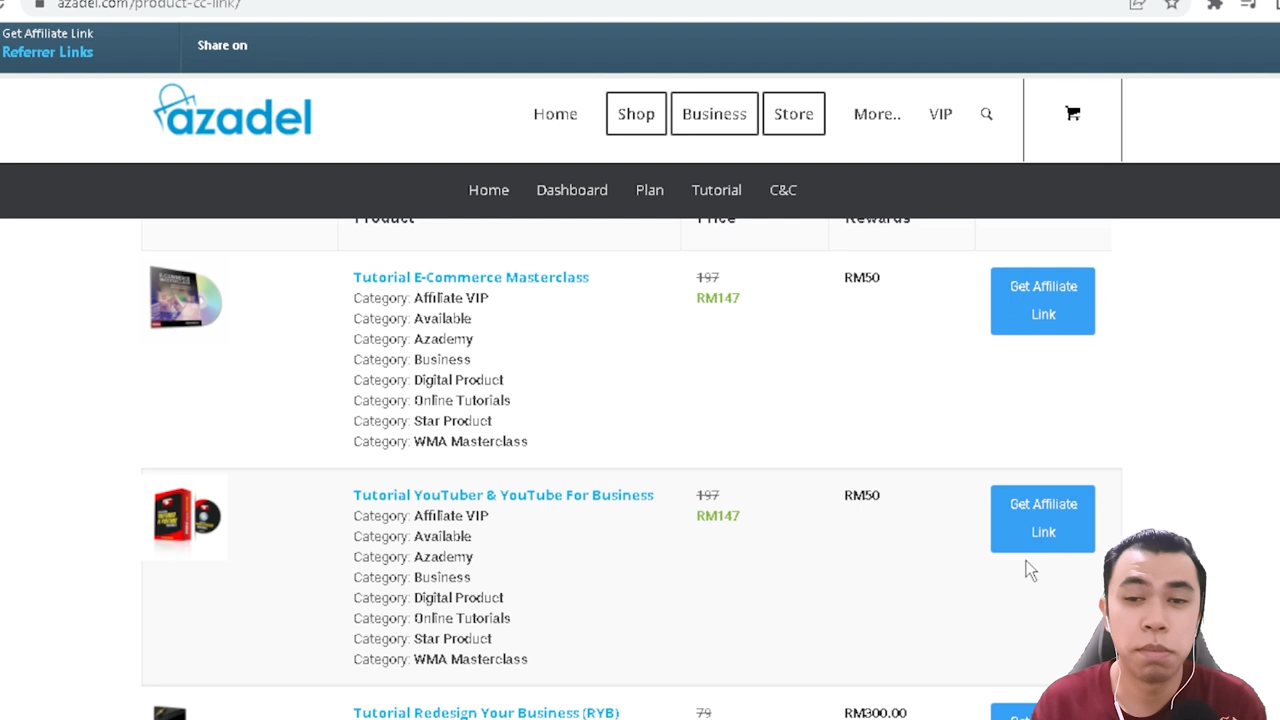 azadel.com/product-cc-link/
Get Affiliate Link
Referrer Links
Share on
azadel
Home Shop Business Store More.. VIP
Home Dashboard Plan Tutorial C&C
Product Price Rewards
Tutorial E-Commerce Masterclass 197 RM50 Get Affiliate
Category: Affiliate VIP RM147 Link
Category: Available
Category: Azademy
Category: Business
Category: Digital Product
Category: Online Tutorials
Category: Star Product
Category: WMA Masterclass
Tutorial YouTuber & YouTube For Business 197 RM50 Get Affiliate
Category: Affiliate VIP RM147 Link
Category: Available
Category: Azademy
Category: Business
Category: Digital Product
Category: Online Tutorials
Category: Star Product
Category: WMA Masterclass
Tutorial Redesign Your Business (RYB) 79 RM300.00